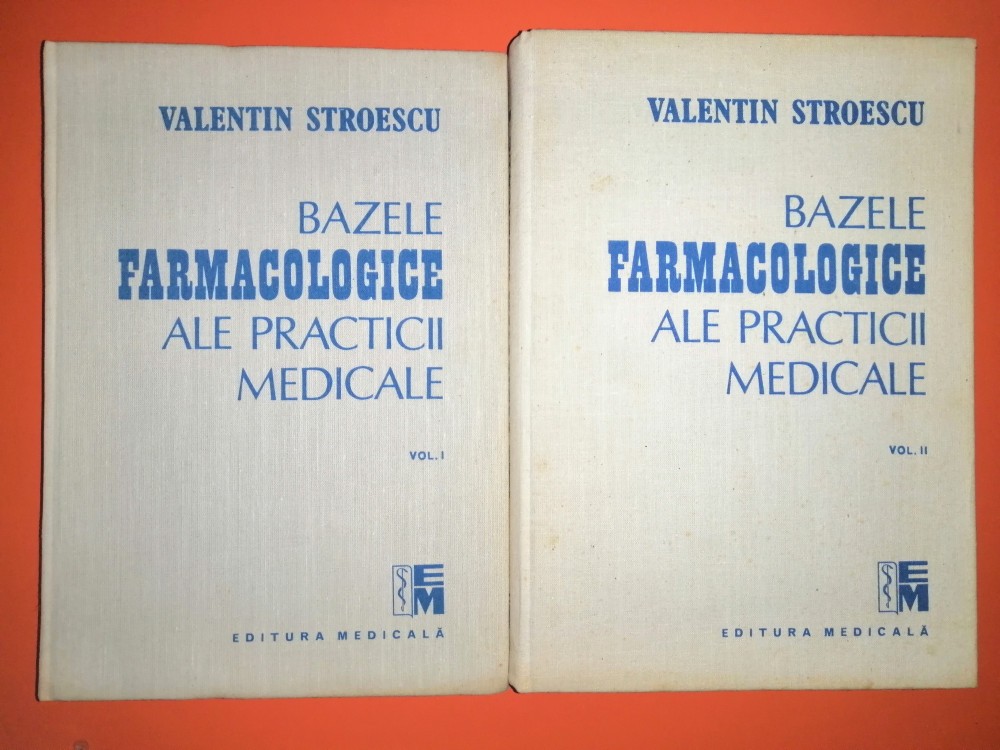 VALENTIN STROESCU
BAZELE
FARMACOLOGICE
ALE PRACTICII
MEDICALE
VOL. I
EM
EDITURA MEDICALĂ
VALENTIN STROESCU
BAZELE
FARMACOLOGICE
ALE PRACTICII
MEDICALE
VOL. II
EM
EDITURA MEDICALĂ